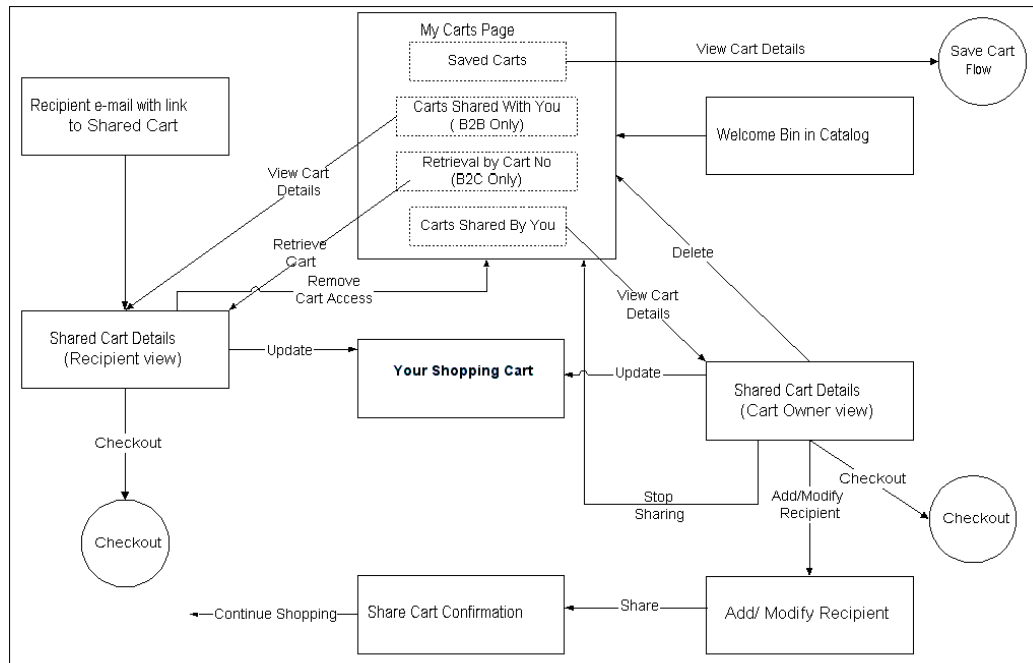 My Carts Page
Saved Carts
View Cart Details
Save Cart
Flow
Recipient e-mail with link
to Shared Cart
Carts Shared With You
( B2B Only)
Welcome Bin in Catalog
View Cart
Details
Retrieval by Cart No
(B2C Only)
Carts Shared By You
Retrieve
Cart
Delete
Remove
Cart Access
View Cart
Details
Shared Cart Details
(Recipient view)
Update
Your Shopping Cart
Update
Shared Cart Details
(Cart Owner view)
Checkout
Stop
Sharing
Add/Modify
Recipient
Checkout
Checkout
Checkout
Continue Shopping
Share Cart Confirmation
Share
Add/ Modify Recipient